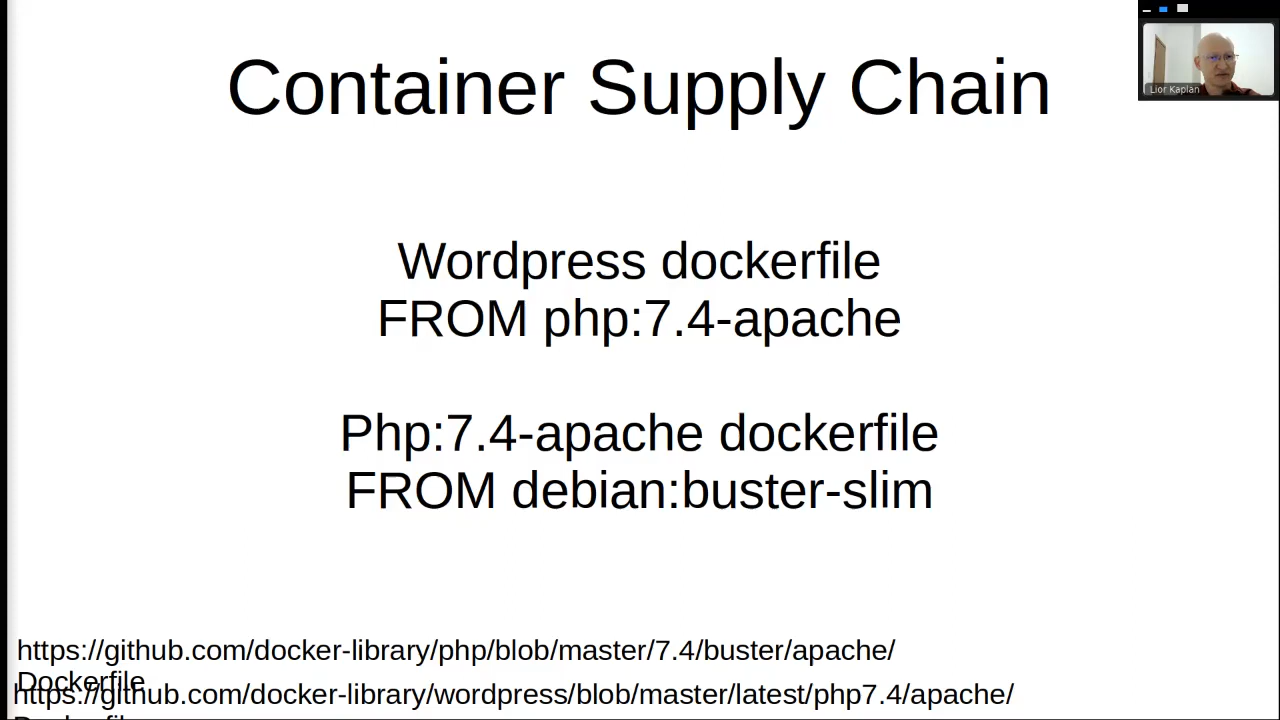 Container Supply Chain
Lior Kaplan
Wordpress dockerfile
FROM php:7.4-apache
Php:7.4-apache dockerfile
FROM debian:buster-slim
https://github.com/docker-library/php/blob/master/7.4/buster/apache/
Dockerfile
https://github.com/docker-library/wordpress/blob/master/latest/php7.4/apache/
Dockerfile